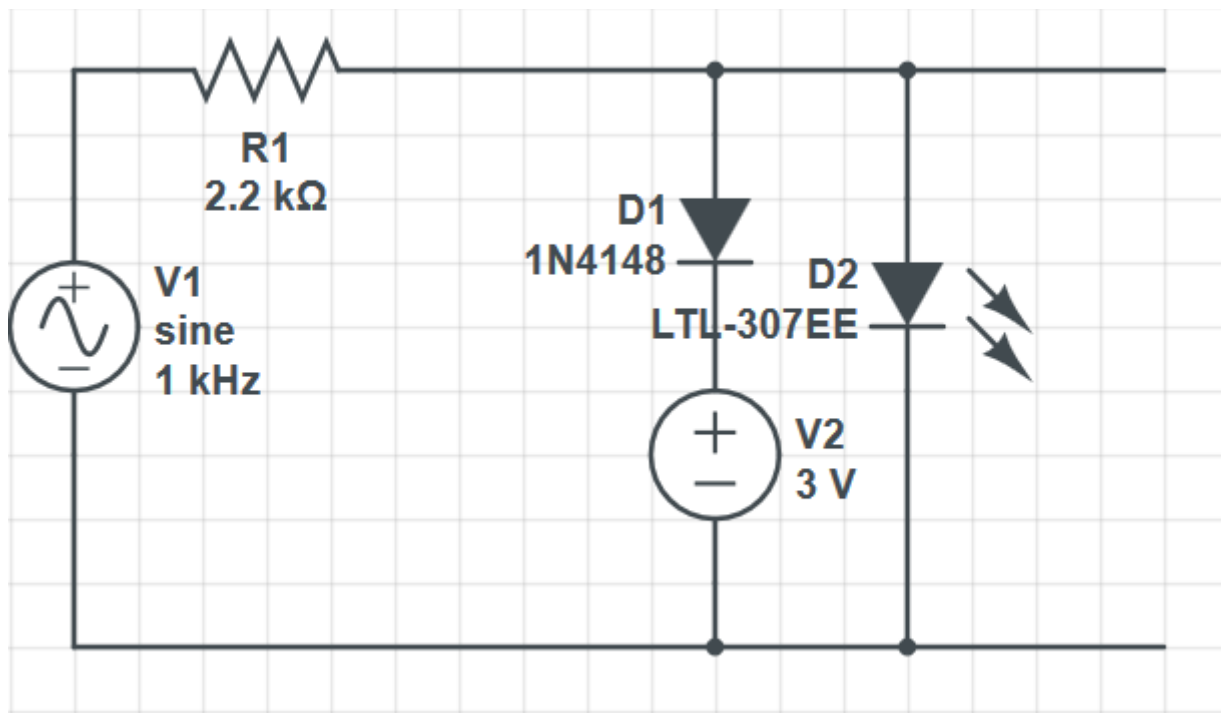 R1
2.2 kΩ
D1
1N4148
V1
sine
1 kHz
D2
LTL-307EE
V2
3 V